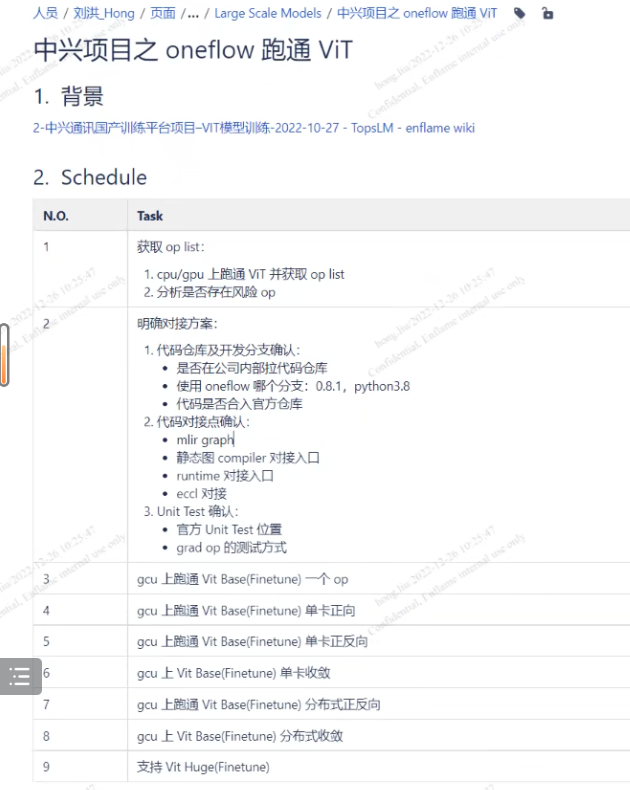 人员 / 刘洪_Hong / 页面 /... / Large Scale Models / 中兴项目之 oneflow 跑通 ViT
中兴项目之 oneflow 跑通 ViT
1. 背景
2-中兴通讯国产训练平台项目–VIT模型训练-2022-10-27 - TopsLM - enflame wiki
2. Schedule
N.O. Task
1 获取 op list：
1. cpu/gpu 上跑通 ViT 并获取 op list
2. 分析是否存在风险 op
2 明确对接方案：
1. 代码仓库及开发分支确认：
• 是否在公司内部拉代码仓库
• 使用 oneflow 哪个分支：0.8.1，python3.8
• 代码是否合入官方仓库
2. 代码对接点确认：
• mlir graph
• 静态图 compiler 对接入口
• runtime 对接入口
• eccl 对接
3. Unit Test 确认：
• 官方 Unit Test 位置
• grad op 的测试方式
3 gcu 上跑通 Vit Base(Finetune) 一个 op
4 gcu 上跑通 Vit Base(Finetune) 单卡正向
5 gcu 上跑通 Vit Base(Finetune) 单卡正反向
6 gcu 上 Vit Base(Finetune) 单卡收敛
7 gcu 上跑通 Vit Base(Finetune) 分布式正反向
8 gcu 上 Vit Base(Finetune) 分布式收敛
9 支持 Vit Huge(Finetune)
hong.liu 2022-12-26 10:25:47
Confidential, Enflame internal use only